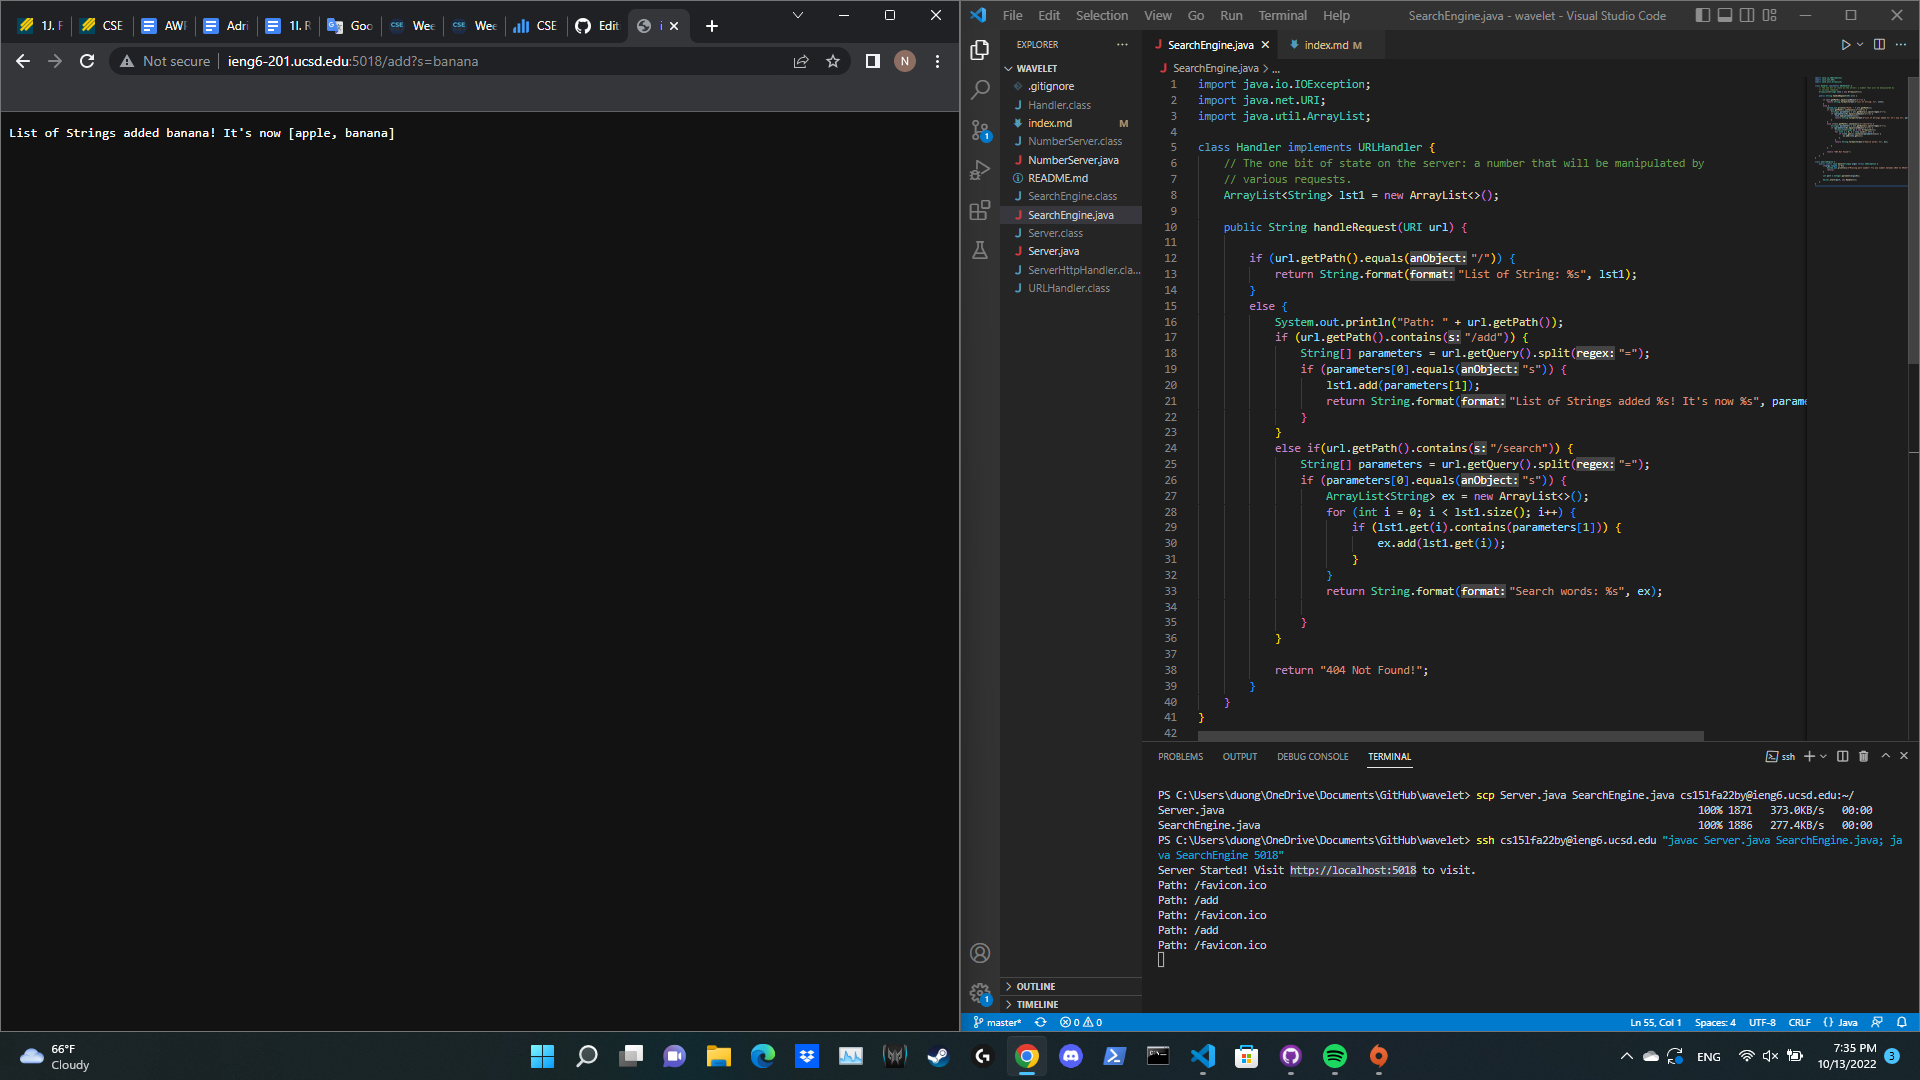 1J. F
CSE
AWP
Adri
1I. R
Goo
Wee
Wee
CSE
Edit
i
Not secure
ieng6-201.ucsd.edu:5018/add?s=banana
N
List of Strings added banana! It's now [apple, banana]
File Edit Selection View Go Run Terminal Help
SearchEngine.java - wavelet - Visual Studio Code
EXPLORER
WAVELET
.gitignore
Handler.class
index.md M
NumberServer.class
NumberServer.java
README.md
SearchEngine.class
SearchEngine.java
Server.class
Server.java
ServerHttpHandler.cla...
URLHandler.class
OUTLINE
TIMELINE
SearchEngine.java
index.md M
SearchEngine.java > ...
1 import java.io.IOException;
2 import java.net.URI;
3 import java.util.ArrayList;
4
5 class Handler implements URLHandler {
6 // The one bit of state on the server: a number that will be manipulated by
7 // various requests.
8 ArrayList<String> lst1 = new ArrayList<>();
9
10 public String handleRequest(URI url) {
11
12 if (url.getPath().equals(anObject: "/")) {
13 return String.format(format: "List of String: %s", lst1);
14 }
15 else {
16 System.out.println("Path: " + url.getPath());
17 if (url.getPath().contains(s: "/add")) {
18 String[] parameters = url.getQuery().split(regex: "=");
19 if (parameters[0].equals(anObject: "s")) {
20 lst1.add(parameters[1]);
21 return String.format(format: "List of Strings added %s! It's now %s", parame
22 }
23 }
24 else if(url.getPath().contains(s: "/search")) {
25 String[] parameters = url.getQuery().split(regex: "=");
26 if (parameters[0].equals(anObject: "s")) {
27 ArrayList<String> ex = new ArrayList<>();
28 for (int i = 0; i < lst1.size(); i++) {
29 if (lst1.get(i).contains(parameters[1])) {
30 ex.add(lst1.get(i));
31 }
32 }
33 return String.format(format: "Search words: %s", ex);
34
35 }
36 }
37
38 return "404 Not Found!";
39 }
40 }
41 }
42
PROBLEMS OUTPUT DEBUG CONSOLE TERMINAL
ssh
PS C:\Users\duong\OneDrive\Documents\GitHub\wavelet> scp Server.java SearchEngine.java cs15lfa22by@ieng6.ucsd.edu:~/
Server.java 100% 1871 373.0KB/s 00:00
SearchEngine.java 100% 1886 277.4KB/s 00:00
PS C:\Users\duong\OneDrive\Documents\GitHub\wavelet> ssh cs15lfa22by@ieng6.ucsd.edu "javac Server.java SearchEngine.java; ja
va SearchEngine 5018"
Server Started! Visit http://localhost:5018 to visit.
Path: /favicon.ico
Path: /add
Path: /favicon.ico
Path: /add
Path: /favicon.ico
master* 0 0
Ln 55, Col 1 Spaces: 4 UTF-8 CRLF {} Java
66°F
Cloudy
ENG
7:35 PM
10/13/2022
3